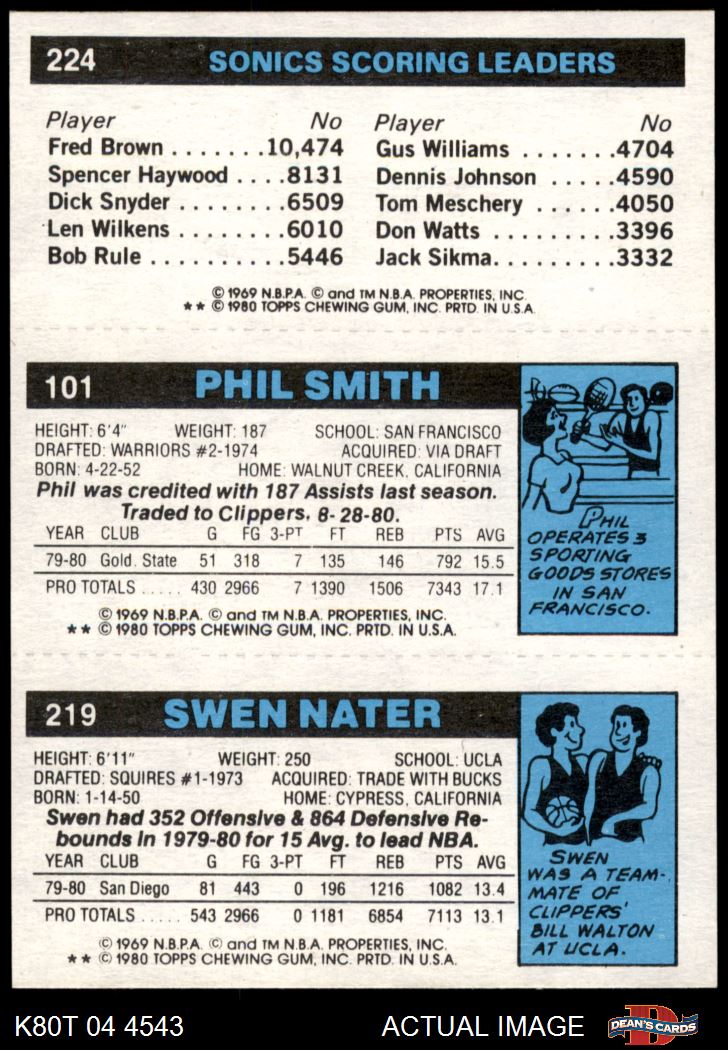 224 SONICS SCORING LEADERS
Player No Player No
Fred Brown . . . . . . .10,474 Gus Williams . . . . . . .4704
Spencer Haywood . . . .8131 Dennis Johnson . . . . .4590
Dick Snyder . . . . . . . .6509 Tom Meschery . . . . . .4050
Len Wilkens . . . . . . . .6010 Don Watts . . . . . . . . .3396
Bob Rule . . . . . . . . . .5446 Jack Sikma. . . . . . . . .3332
© 1969 N.B.P.A. © and TM N.B.A. PROPERTIES, INC.
** © 1980 TOPPS CHEWING GUM, INC. PRTD. IN U.S.A.
101 PHIL SMITH
HEIGHT: 6'4" WEIGHT: 187 SCHOOL: SAN FRANCISCO
DRAFTED: WARRIORS #2-1974 ACQUIRED: VIA DRAFT
BORN: 4-22-52 HOME: WALNUT CREEK, CALIFORNIA
Phil was credited with 187 Assists last season.
Traded to Clippers, 8-28-80.
YEAR CLUB G FG 3-PT FT REB PTS AVG
79-80 Gold. State 51 318 7 135 146 792 15.5
PRO TOTALS . . . . . 430 2966 7 1390 1506 7343 17.1
© 1969 N.B.P.A. © and TM N.B.A. PROPERTIES, INC.
** © 1980 TOPPS CHEWING GUM, INC. PRTD. IN U.S.A.
PHIL
OPERATES 3
SPORTING
GOODS STORES
IN SAN
FRANCISCO.
219 SWEN NATER
HEIGHT: 6'11" WEIGHT: 250 SCHOOL: UCLA
DRAFTED: SQUIRES #1-1973 ACQUIRED: TRADE WITH BUCKS
BORN: 1-14-50 HOME: CYPRESS, CALIFORNIA
Swen had 352 Offensive & 864 Defensive Re-
bounds in 1979-80 for 15 Avg. to lead NBA.
YEAR CLUB G FG 3-PT FT REB PTS AVG
79-80 San Diego 81 443 0 196 1216 1082 13.4
PRO TOTALS . . . . . 543 2966 0 1181 6854 7113 13.1
© 1969 N.B.P.A. © and TM N.B.A. PROPERTIES, INC.
** © 1980 TOPPS CHEWING GUM, INC. PRTD. IN U.S.A.
SWEN
WAS A TEAM-
MATE OF
CLIPPERS'
BILL WALTON
AT UCLA.
K80T 04 4543 ACTUAL IMAGE D DEAN'S CARDS